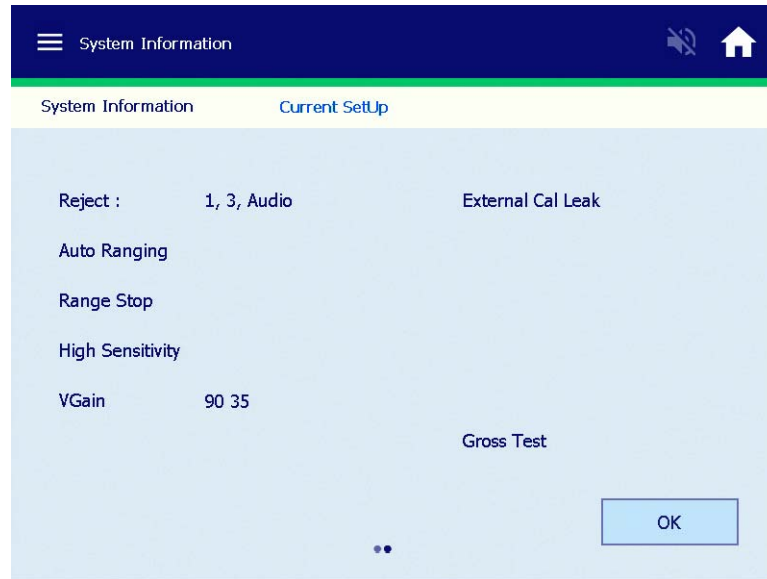 System Information
System Information Current SetUp
Reject : 1, 3, Audio External Cal Leak
Auto Ranging
Range Stop
High Sensitivity
VGain 90 35
Gross Test
OK